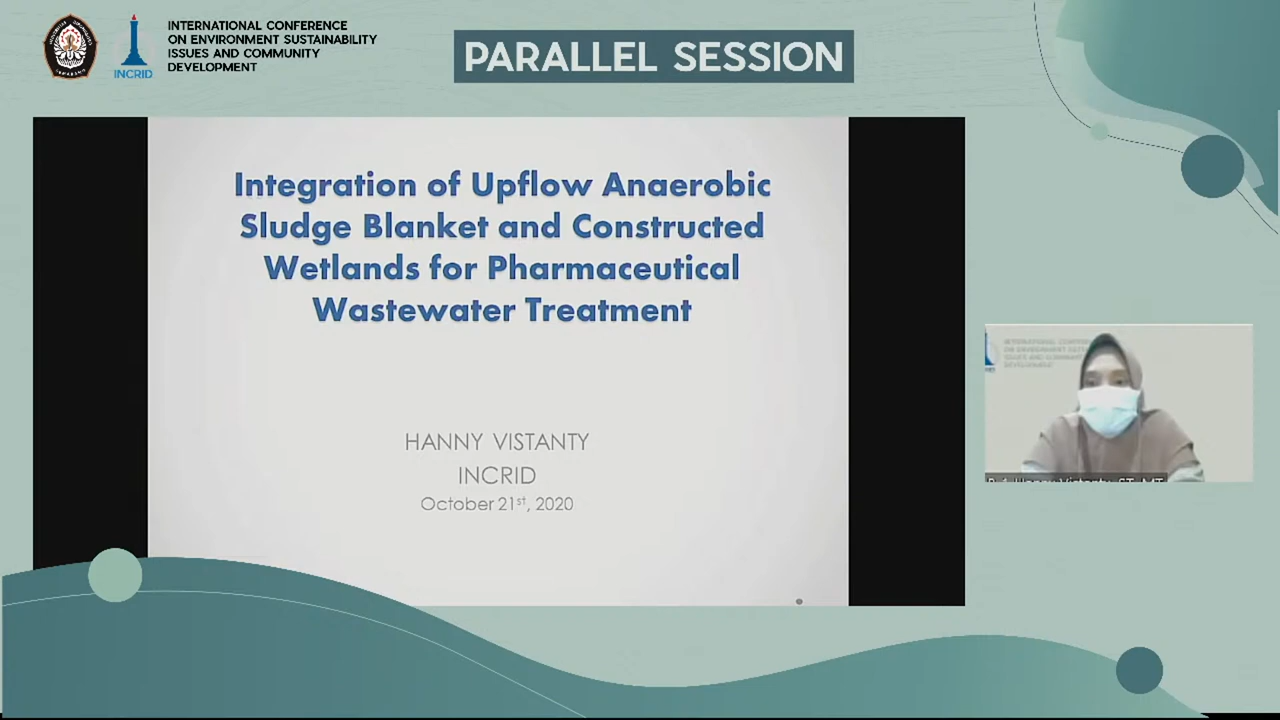 INTERNATIONAL CONFERENCE
ON ENVIRONMENT SUSTAINABILITY
ISSUES AND COMMUNITY
DEVELOPMENT
INCRID
PARALLEL SESSION
Integration of Upflow Anaerobic
Sludge Blanket and Constructed
Wetlands for Pharmaceutical
Wastewater Treatment
HANNY VISTANTY
INCRID
October 21st, 2020